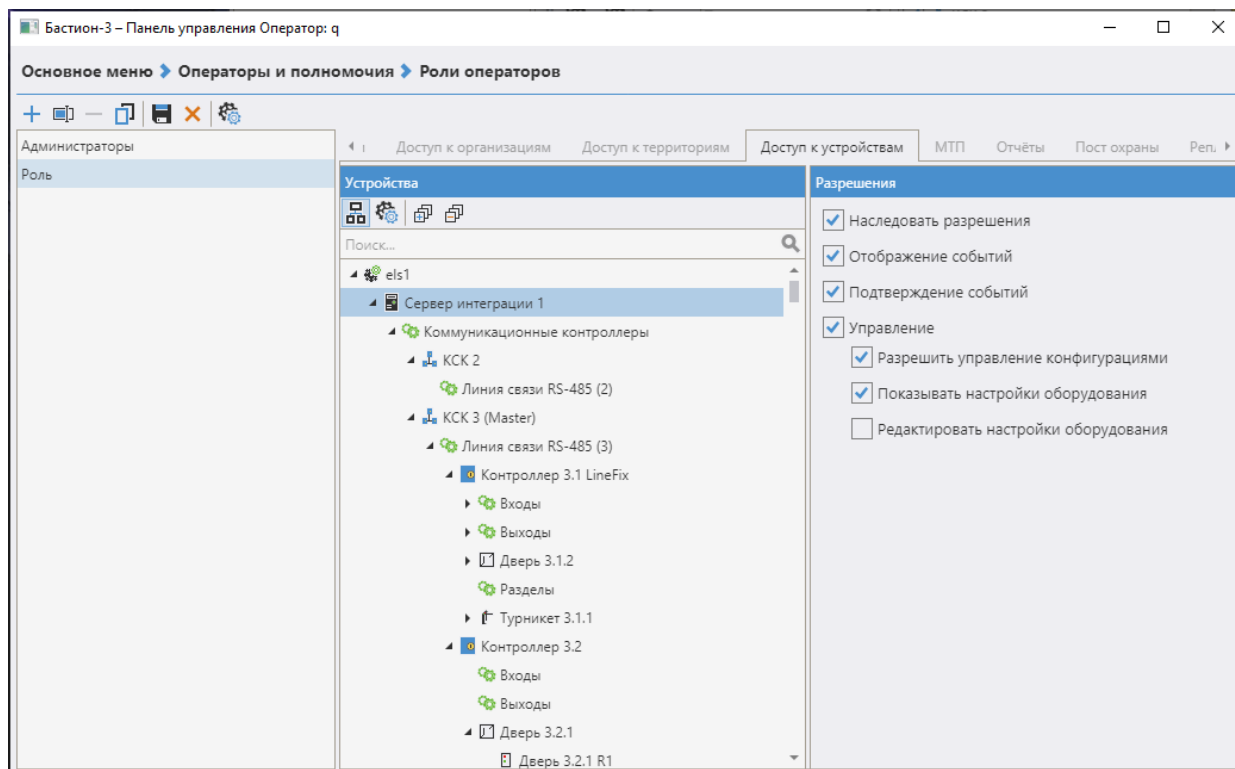 Бастион-3 – Панель управления Оператор: q
Основное меню Операторы и полномочия Роли операторов
Администраторы
Роль
Доступ к организациям Доступ к территориям Доступ к устройствам МТП Отчёты Пост охраны
Устройства
Поиск...
els1
Сервер интеграции 1
Коммуникационные контроллеры
КСК 2
Линия связи RS-485 (2)
КСК 3 (Master)
Линия связи RS-485 (3)
Контроллер 3.1 LineFix
Входы
Выходы
Дверь 3.1.2
Разделы
Турникет 3.1.1
Контроллер 3.2
Входы
Выходы
Дверь 3.2.1
Дверь 3.2.1 R1
Разрешения
Наследовать разрешения
Отображение событий
Подтверждение событий
Управление
Разрешить управление конфигурациями
Показывать настройки оборудования
Редактировать настройки оборудования